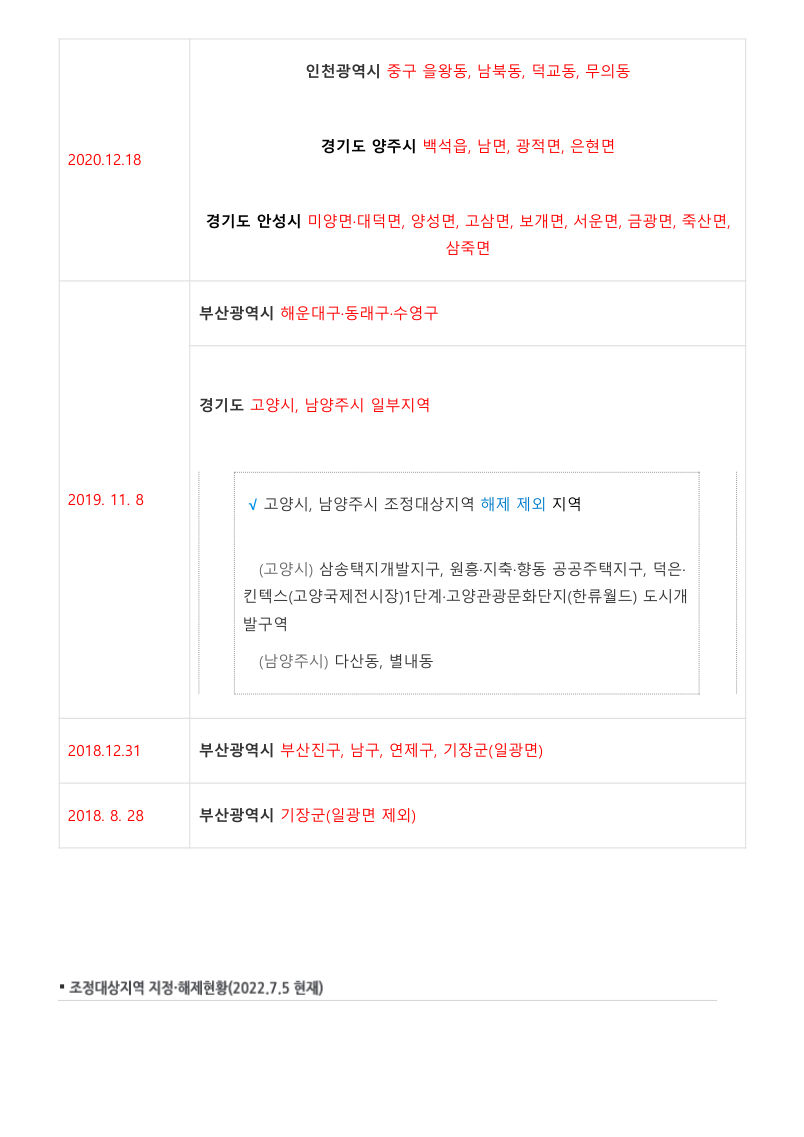 인천광역시 중구 을왕동, 남북동, 덕교동, 무의동
2020.12.18
경기도 양주시 백석읍, 남면, 광적면, 은현면
경기도 안성시 미양면·대덕면, 양성면, 고삼면, 보개면, 서운면, 금광면, 죽산면,
삼죽면
부산광역시 해운대구·동래구·수영구
2019. 11. 8
경기도 고양시, 남양주시 일부지역
√ 고양시, 남양주시 조정대상지역 해제 제외 지역
(고양시) 삼송택지개발지구, 원흥·지축·향동 공공주택지구, 덕은·
킨텍스(고양국제전시장)1단계·고양관광문화단지(한류월드) 도시개
발구역
(남양주시) 다산동, 별내동
2018.12.31
부산광역시 부산진구, 남구, 연제구, 기장군(일광면)
2018. 8. 28
부산광역시 기장군(일광면 제외)
▪ 조정대상지역 지정·해제현황(2022.7.5 현재)